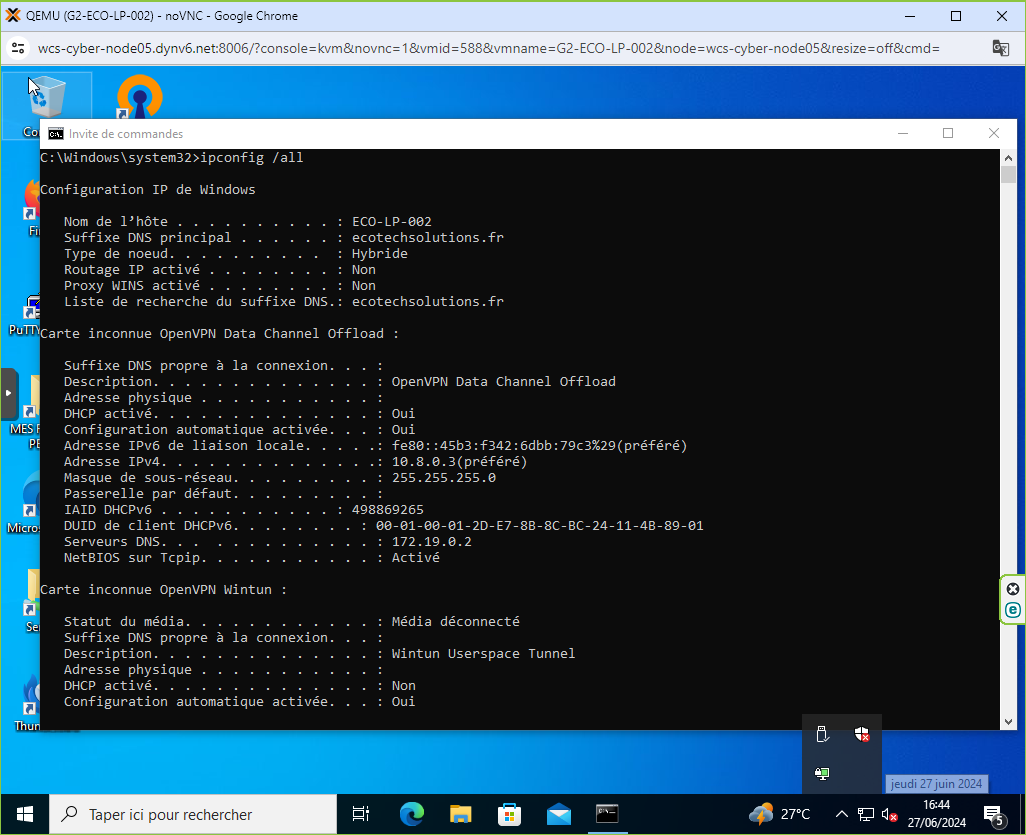 QEMU (G2-ECO-LP-002) - noVNC - Google Chrome
wcs-cyber-node05.dynv6.net:8006/?console=kvm&novnc=1&vmid=588&vmname=G2-ECO-LP-002&node=wcs-cyber-node05&resize=off&cmd=
Invite de commandes
C:\Windows\system32>ipconfig /all
Configuration IP de Windows
Nom de l’hôte . . . . . . . . . . : ECO-LP-002
Suffixe DNS principal . . . . . . : ecotechsolutions.fr
Type de noeud. . . . . . . . . . : Hybride
Routage IP activé . . . . . . . . : Non
Proxy WINS activé . . . . . . . . : Non
Liste de recherche du suffixe DNS.: ecotechsolutions.fr
Carte inconnue OpenVPN Data Channel Offload :
Suffixe DNS propre à la connexion. . . :
Description. . . . . . . . . . . . . . : OpenVPN Data Channel Offload
Adresse physique . . . . . . . . . . . :
DHCP activé. . . . . . . . . . . . . . : Oui
Configuration automatique activée. . . : Oui
Adresse IPv6 de liaison locale. . . . .: fe80::45b3:f342:6dbb:79c3%29(préféré)
Adresse IPv4. . . . . . . . . . . . . .: 10.8.0.3(préféré)
Masque de sous-réseau. . . . . . . . . : 255.255.255.0
Passerelle par défaut. . . . . . . . . :
IAID DHCPv6 . . . . . . . . . . . : 498869265
DUID de client DHCPv6. . . . . . . . : 00-01-00-01-2D-E7-8B-8C-BC-24-11-4B-89-01
Serveurs DNS. . . . . . . . . . . . . : 172.19.0.2
NetBIOS sur Tcpip. . . . . . . . . . . : Activé
Carte inconnue OpenVPN Wintun :
Statut du média. . . . . . . . . . . . : Média déconnecté
Suffixe DNS propre à la connexion. . . :
Description. . . . . . . . . . . . . . : Wintun Userspace Tunnel
Adresse physique . . . . . . . . . . . :
DHCP activé. . . . . . . . . . . . . . : Non
Configuration automatique activée. . . : Oui
PuTTY
MES
jeudi 27 juin 2024
Taper ici pour rechercher
27°C
16:44
27/06/2024
5